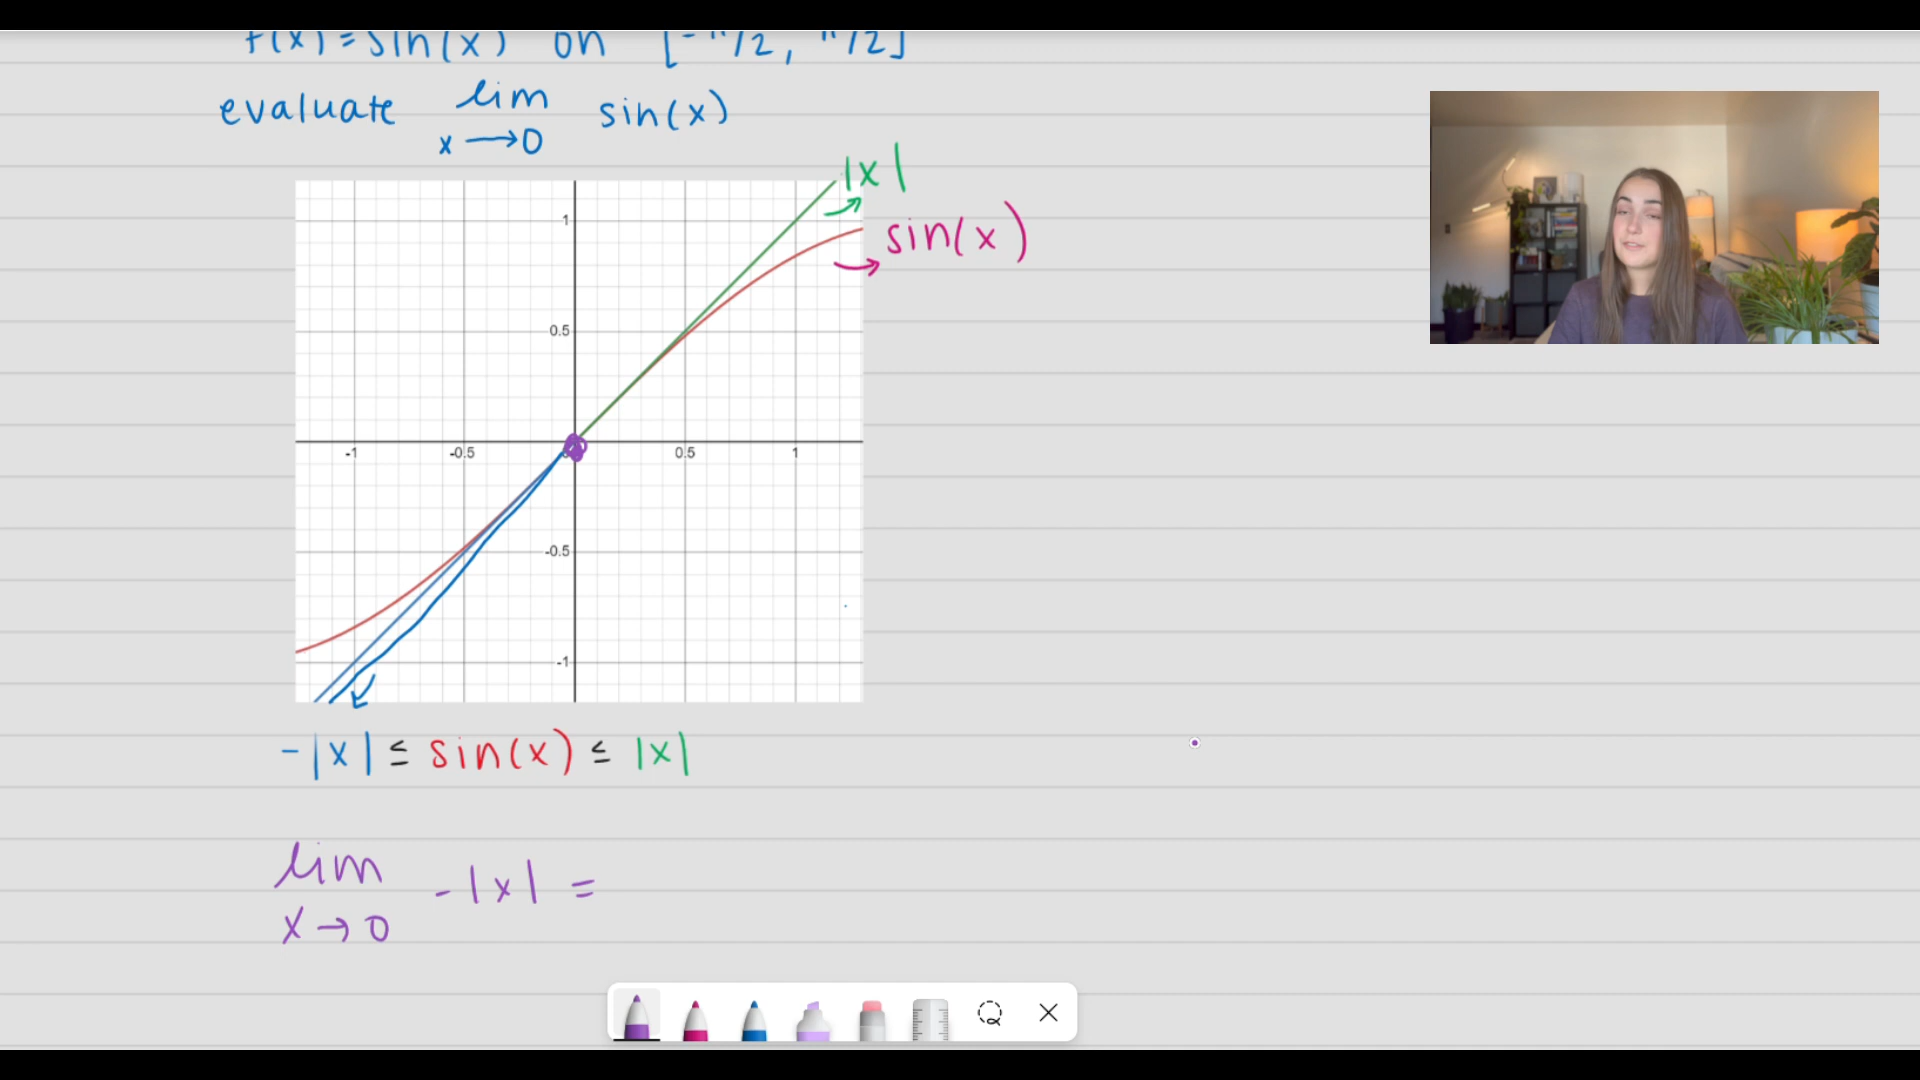 f(x) = sin(x) on [-π/2, π/2]
evaluate lim sin(x)
x → 0
|x|
sin(x)
1
0.5
-1 -0.5 0.5 1
-0.5
-1
-|x| ≤ sin(x) ≤ |x|
lim -|x| =
x → 0